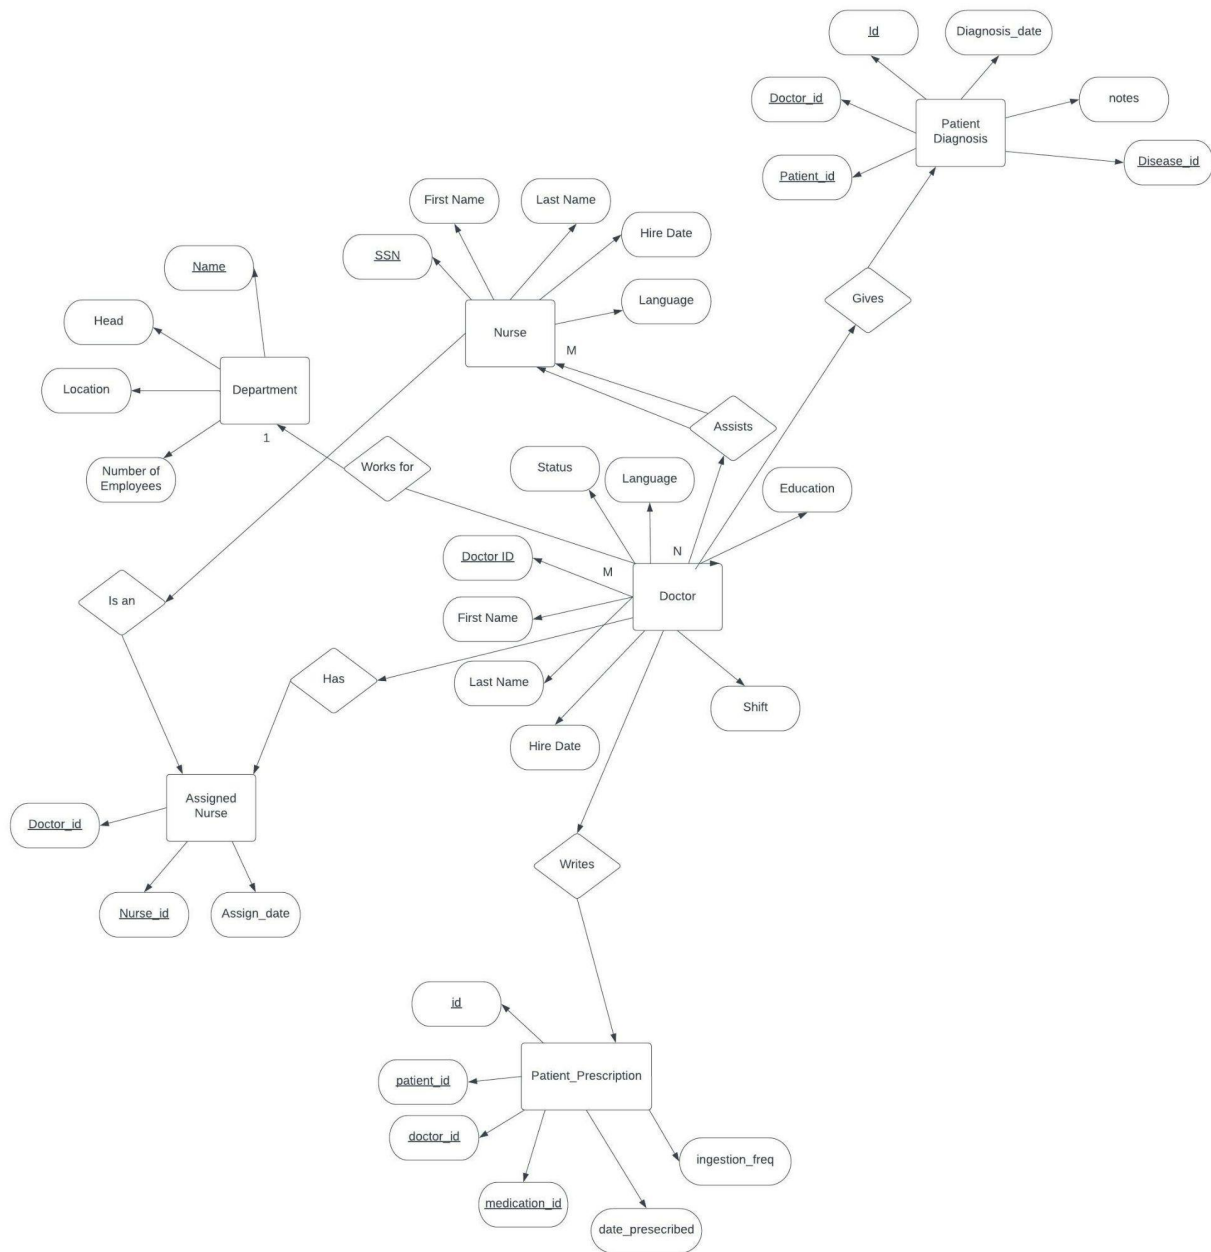 Id
Diagnosis_date
Doctor_id
Patient
Diagnosis
notes
Patient_id
Disease_id
First Name
Last Name
SSN
Hire Date
Name
Language
Gives
Head
Nurse
M
Location
Department
1
Assists
Number of
Employees
Works for
Status
Language
Education
Doctor ID
N
M
Is an
Doctor
First Name
Has
Last Name
Shift
Hire Date
Assigned
Nurse
Doctor_id
Nurse_id
Assign_date
Writes
id
patient_id
Patient_Prescription
doctor_id
ingestion_freq
medication_id
date_presecribed